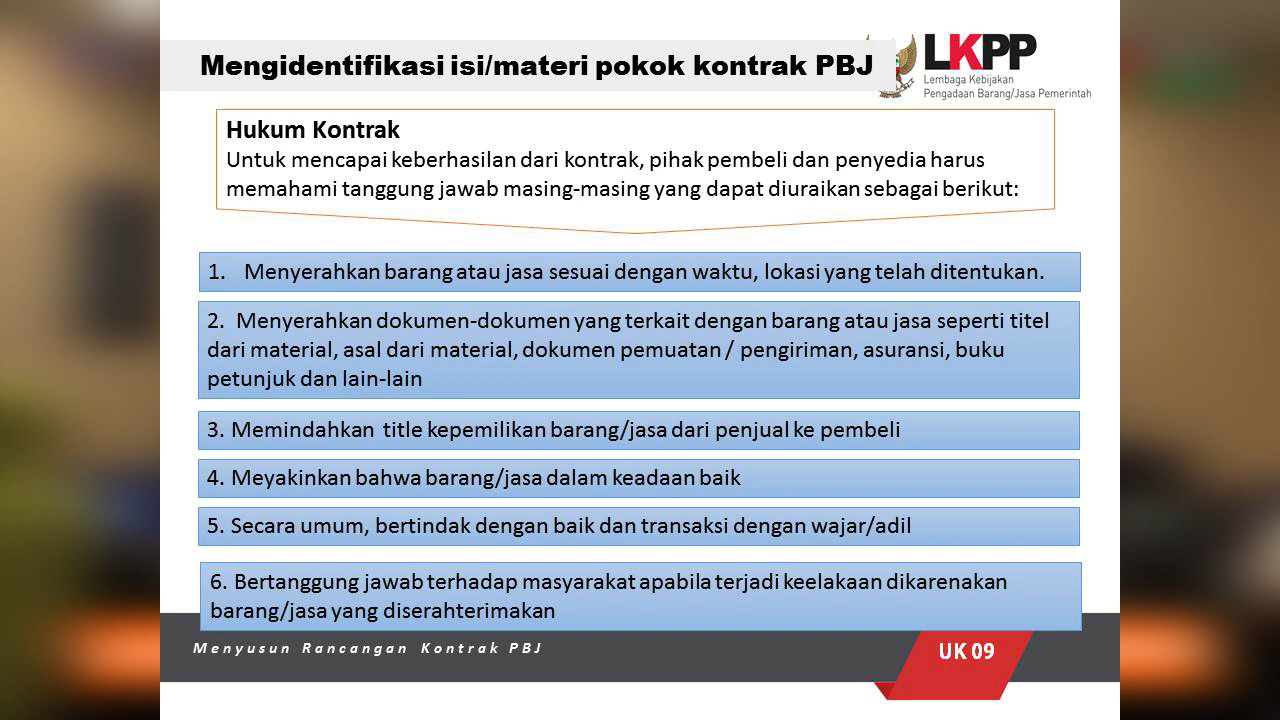 Mengidentifikasi isi/materi pokok kontrak PBJ
LKPP
Lembaga Kebijakan
Pengadaan Barang/Jasa Pemerintah
Hukum Kontrak
Untuk mencapai keberhasilan dari kontrak, pihak pembeli dan penyedia harus
memahami tanggung jawab masing-masing yang dapat diuraikan sebagai berikut:
1. Menyerahkan barang atau jasa sesuai dengan waktu, lokasi yang telah ditentukan.
2. Menyerahkan dokumen-dokumen yang terkait dengan barang atau jasa seperti titel
dari material, asal dari material, dokumen pemuatan / pengiriman, asuransi, buku
petunjuk dan lain-lain
3. Memindahkan title kepemilikan barang/jasa dari penjual ke pembeli
4. Meyakinkan bahwa barang/jasa dalam keadaan baik
5. Secara umum, bertindak dengan baik dan transaksi dengan wajar/adil
6. Bertanggung jawab terhadap masyarakat apabila terjadi keelakaan dikarenakan
barang/jasa yang diserahterimakan
Menyusun Rancangan Kontrak PBJ
UK 09